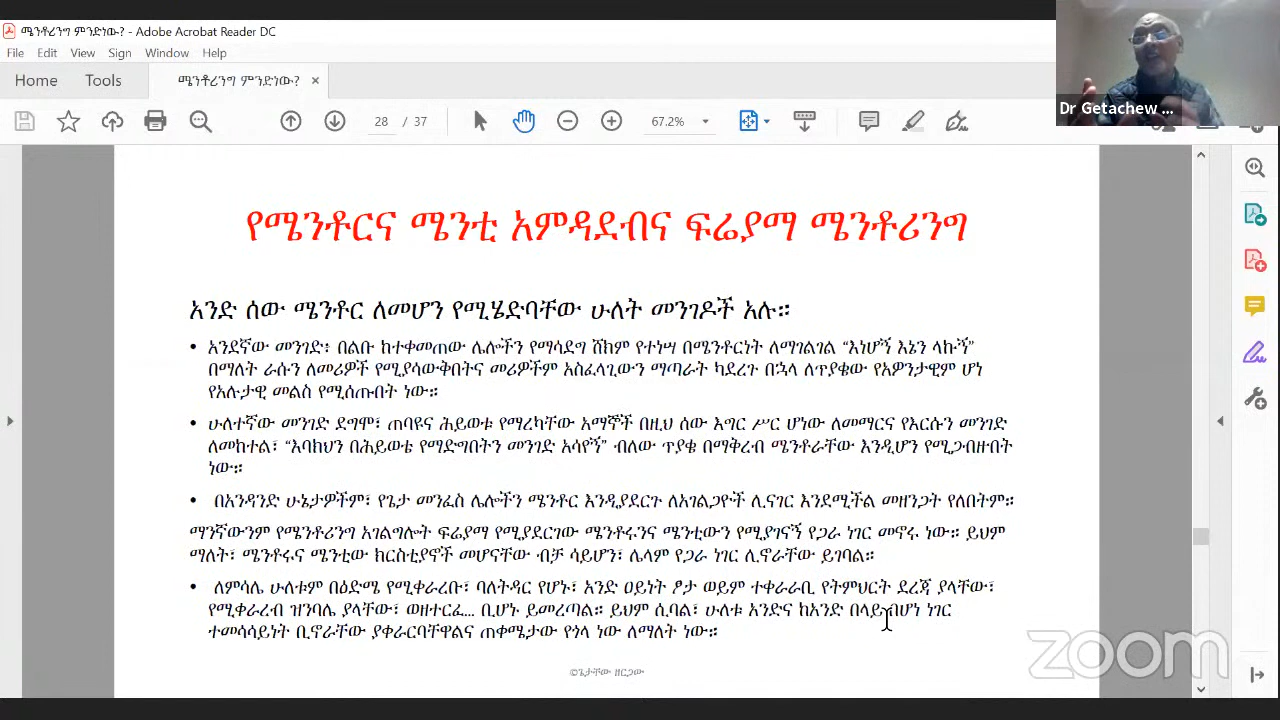 ሜንቶሪንግ ምንድነው? - Adobe Acrobat Reader DC
File Edit View Sign Window Help
Home Tools ሜንቶሪንግ ምንድነው? ×
28 / 37 67.2%
Dr Getachew ...
የሜንቶርና ሜንቲ አምዳደብና ፍሬያማ ሜንቶሪንግ
አንድ ሰው ሜንቶር ለመሆን የሚሄድባቸው ሁለት መንገዶች አሉ።
• አንደኛው መንገድ፥ በልቡ ከተቀመጠው ሌሎችን የማሳደግ ሸክም የተነሣ በሜንቶርነት ለማገልገል “እነሆኝ እኔን ላኩኝ”
በማለት ራሱን ለመሪዎች የሚያሳውቅበትና መሪዎችም አስፈላጊውን ማጣራት ካደረጉ በኋላ ለጥያቄው የአዎንታዊም ሆነ
የአሉታዊ መልስ የሚሰጡበት ነው።
• ሁለተኛው መንገድ ደግሞ፣ ጠባዩና ሕይወቱ የማረካቸው አማኞች በዚህ ሰው እግር ሥር ሆነው ለመማርና የእርሱን መንገድ
ለመከተል፣ “እባክህን በሕይወቴ የማድግበትን መንገድ አሳየኝ” ብለው ጥያቄ በማቅረብ ሜንቶራቸው እንዲሆን የሚጋብዙበት
ነው።
• በአንዳንድ ሁኔታዎችም፣ የጌታ መንፈስ ሌሎችን ሜንቶር እንዲያደርጉ ለአገልጋዮች ሊናገር እንደሚችል መዘንጋት የለበትም።
ማንኛውንም የሜንቶሪንግ አገልግሎት ፍሬያማ የሚያደርገው ሜንቶሩንና ሜንቲውን የሚያገናኝ የጋራ ነገር መኖሩ ነው። ይህም
ማለት፣ ሜንቶሩና ሜንቲው ክርስቲያኖች መሆናቸው ብቻ ሳይሆን፣ ሌላም የጋራ ነገር ሊኖራቸው ይገባል።
• ለምሳሌ ሁለቱም በዕድሜ የሚቀራረቡ፣ ባለትዳር የሆኑ፣ አንድ ዐይነት ፆታ ወይም ተቀራራቢ የትምህርት ደረጃ ያላቸው፣
የሚቀራረብ ዝንባሌ ያላቸው፣ ወዘተርፈ... ቢሆኑ ይመረጣል። ይህም ሲባል፣ ሁለቱ አንድና ከአንድ በላይ በሆነ ነገር
ተመሳሳይነት ቢኖራቸው ያቀራርባቸዋልና ጠቀሜታው የጎላ ነው ለማለት ነው።
©ጌታቸው ዘርጋው
zoom